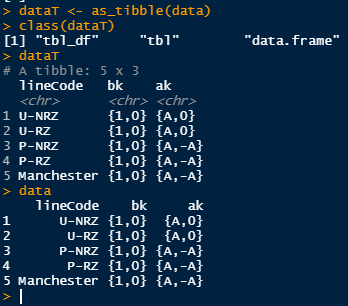 > dataT <- as_tibble(data)
> class(dataT)
[1] "tbl_df"     "tbl"        "data.frame"
> dataT
# A tibble: 5 x 3
  lineCode   bk    ak
  <chr>      <chr> <chr>
1 U-NRZ      {1,0} {A,0}
2 U-RZ       {1,0} {A,0}
3 P-NRZ      {1,0} {A,-A}
4 P-RZ       {1,0} {A,-A}
5 Manchester {1,0} {A,-A}
> data
    lineCode    bk     ak
1      U-NRZ {1,0}  {A,0}
2       U-RZ {1,0}  {A,0}
3      P-NRZ {1,0} {A,-A}
4       P-RZ {1,0} {A,-A}
5 Manchester {1,0} {A,-A}
>